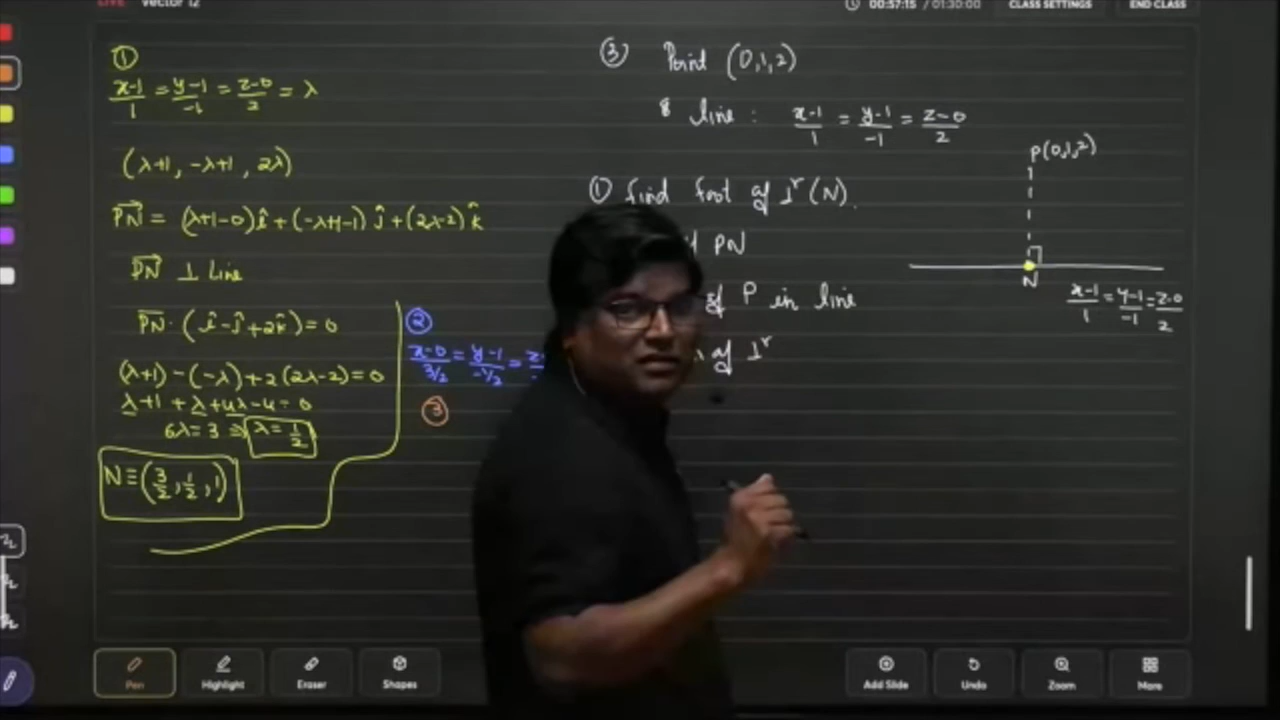 LIVE Vector 12
00:57:15 / 01:30:00
CLASS SETTINGS
END CLASS
①
x-1/1 = y-1/-1 = z-0/2 = λ
(λ+1, -λ+1, 2λ)
PN⃗ = (λ+1-0)î + (-λ+1-1)ĵ + (2λ-2)k̂
PN⃗ ⊥ Line
PN⃗ · (î-ĵ+2k̂) = 0
(λ+1) - (-λ) + 2(2λ-2) = 0
λ+1 + λ+4λ-4 = 0
6λ = 3 ⇒ λ = 1/2
N ≡ (3/2, 1/2, 1)
②
x-0/3/2 = y-1/-1/2 =
③
③ Point (0,1,2)
& line : x-1/1 = y-1/-1 = z-0/2
① find foot of ⊥ʳ (N).
PN
of P in line
of ⊥ʳ
P(0,1,2)
N
x-1/1 = y-1/-1 = z-0/2
Pen
Highlight
Eraser
Shapes
Add Slide
Undo
Zoom
More